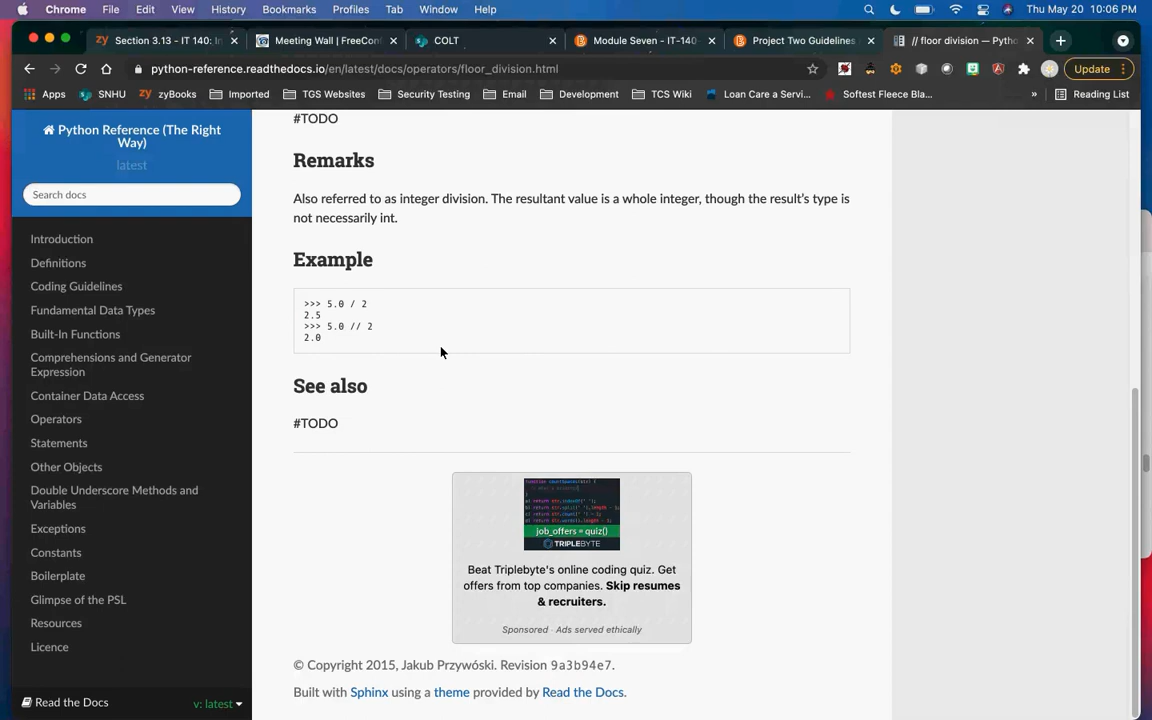 Chrome File Edit View History Bookmarks Profiles Tab Window Help Thu May 20 10:06 PM
Section 3.13 - IT 140: In
Meeting Wall | FreeConf
COLT
Module Seven - IT-140-
Project Two Guidelines
// floor division — Pytho
python-reference.readthedocs.io/en/latest/docs/operators/floor_division.html
Update
Apps SNHU zyBooks Imported TGS Websites Security Testing Email Development TCS Wiki Loan Care a Servi... Softest Fleece Bla... » Reading List
Python Reference (The Right
Way)
latest
Search docs
Introduction
Definitions
Coding Guidelines
Fundamental Data Types
Built-In Functions
Comprehensions and Generator
Expression
Container Data Access
Operators
Statements
Other Objects
Double Underscore Methods and
Variables
Exceptions
Constants
Boilerplate
Glimpse of the PSL
Resources
Licence
Read the Docs v: latest
#TODO
Remarks
Also referred to as integer division. The resultant value is a whole integer, though the result's type is
not necessarily int.
Example
>>> 5.0 / 2
2.5
>>> 5.0 // 2
2.0
See also
#TODO
job_offers = quiz()
TRIPLEBYTE
Beat Triplebyte's online coding quiz. Get
offers from top companies. Skip resumes
& recruiters.
Sponsored · Ads served ethically
© Copyright 2015, Jakub Przywóski. Revision 9a3b94e7.
Built with Sphinx using a theme provided by Read the Docs.